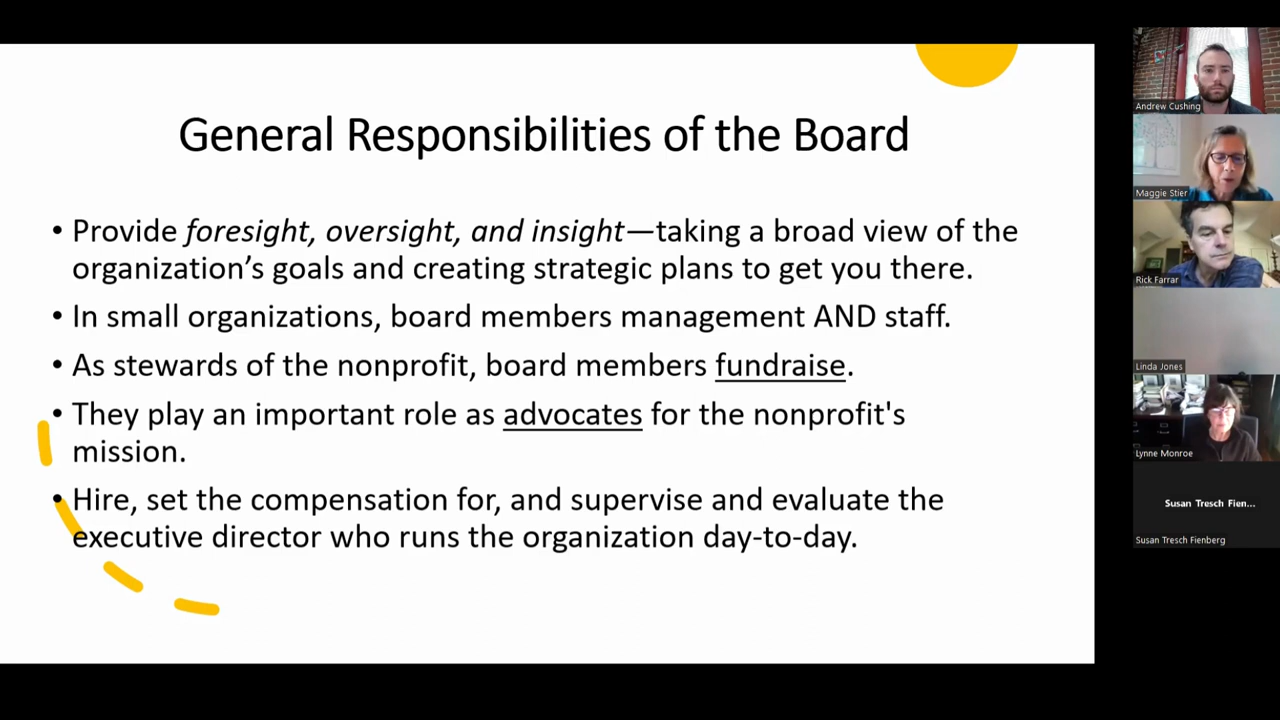 General Responsibilities of the Board
• Provide foresight, oversight, and insight—taking a broad view of the
organization’s goals and creating strategic plans to get you there.
• In small organizations, board members management AND staff.
• As stewards of the nonprofit, board members fundraise.
• They play an important role as advocates for the nonprofit's
mission.
• Hire, set the compensation for, and supervise and evaluate the
executive director who runs the organization day-to-day.
Andrew Cushing
Maggie Stier
Rick Farrar
Linda Jones
Lynne Monroe
Susan Tresch Fien...
Susan Tresch Fienberg